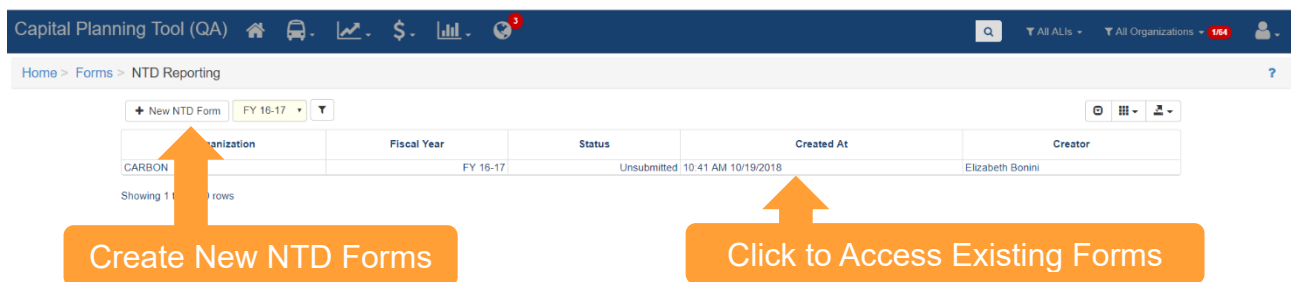 Capital Planning Tool (QA) $ 3 All ALIs All Organizations 1/64
Home > Forms > NTD Reporting ?
+ New NTD Form FY 16-17
Organization Fiscal Year Status Created At Creator
CARBON FY 16-17 Unsubmitted 10:41 AM 10/19/2018 Elizabeth Bonini
Showing 1 rows
Create New NTD Forms Click to Access Existing Forms